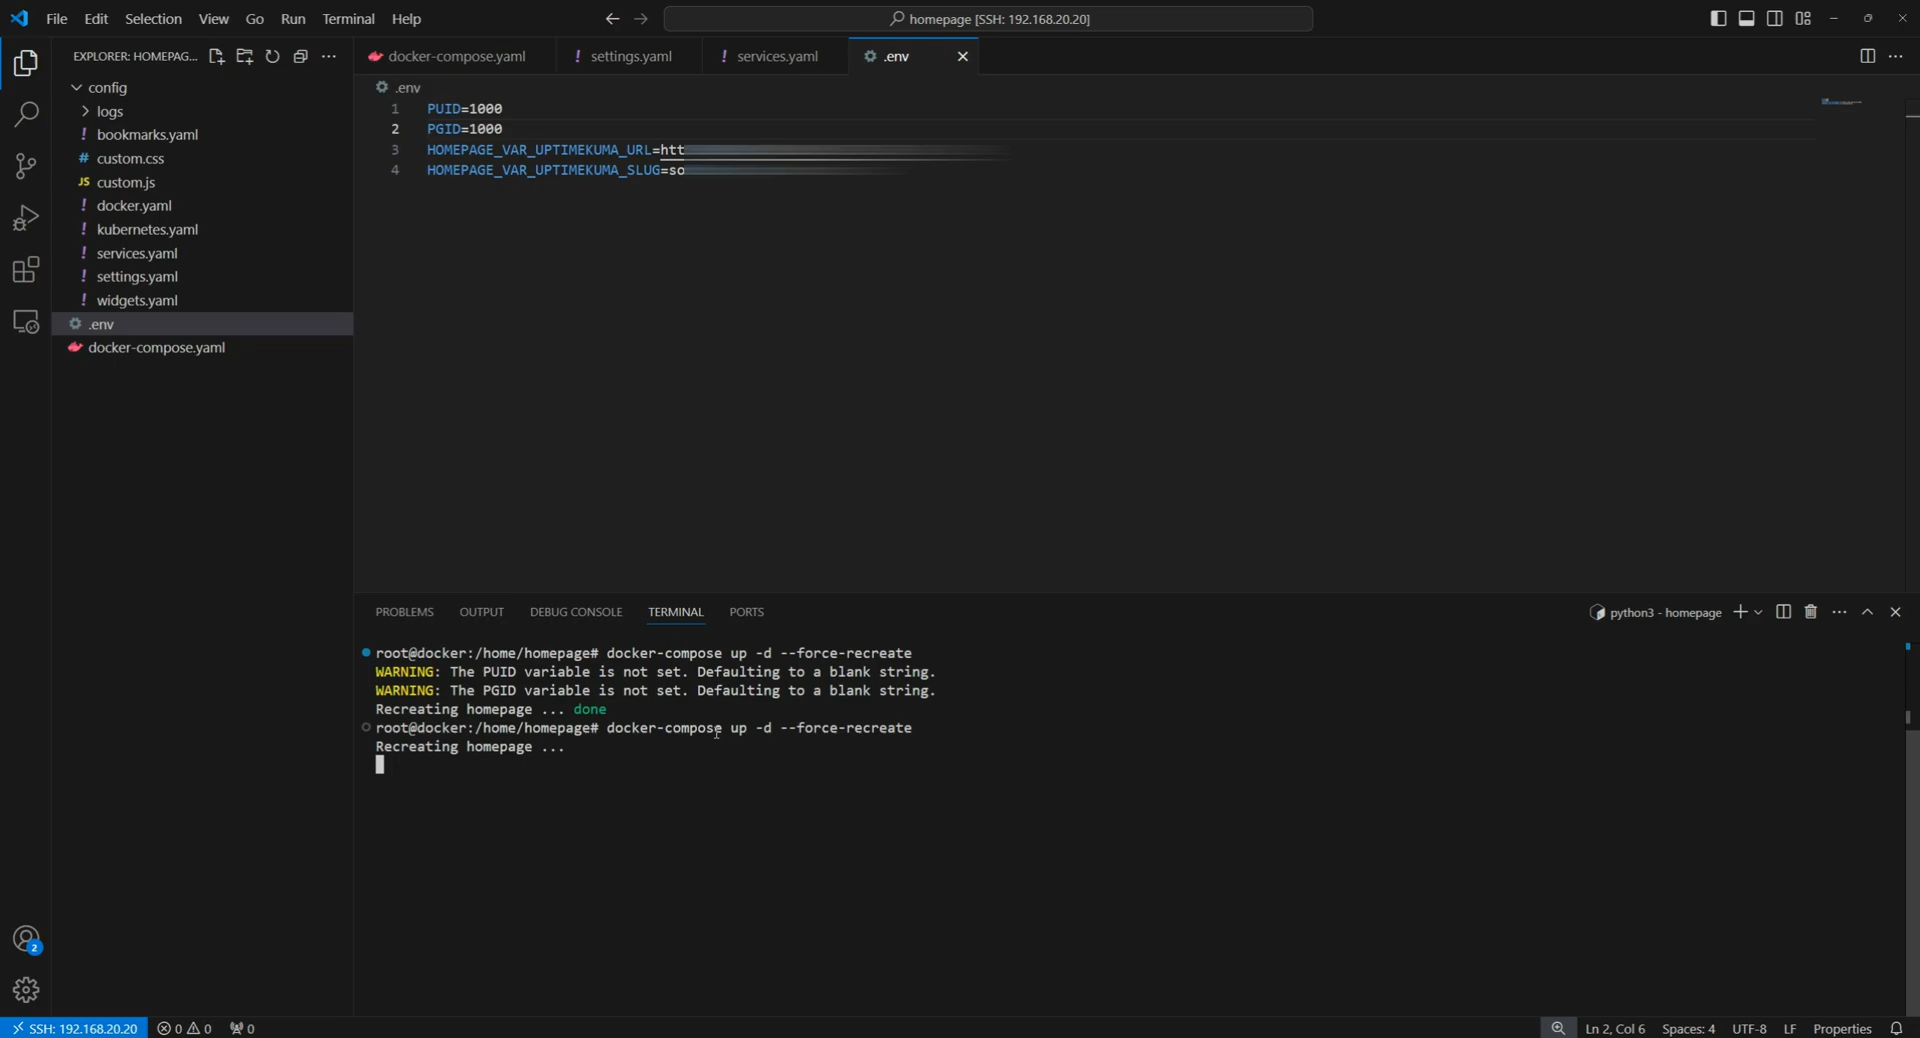 File Edit Selection View Go Run Terminal Help
homepage [SSH: 192.168.20.20]
EXPLORER: HOMEPAG...
docker-compose.yaml
! settings.yaml
! services.yaml
.env
config
logs
! bookmarks.yaml
# custom.css
JS custom.js
! docker.yaml
! kubernetes.yaml
! services.yaml
! settings.yaml
! widgets.yaml
.env
docker-compose.yaml
.env
1 PUID=1000
2 PGID=1000
3 HOMEPAGE_VAR_UPTIMEKUMA_URL=htt
4 HOMEPAGE_VAR_UPTIMEKUMA_SLUG=so
PROBLEMS OUTPUT DEBUG CONSOLE TERMINAL PORTS
python3 - homepage
root@docker:/home/homepage# docker-compose up -d --force-recreate
WARNING: The PUID variable is not set. Defaulting to a blank string.
WARNING: The PGID variable is not set. Defaulting to a blank string.
Recreating homepage ... done
root@docker:/home/homepage# docker-compose up -d --force-recreate
Recreating homepage ...
2
SSH: 192.168.20.20 0 0 0
Ln 2, Col 6 Spaces: 4 UTF-8 LF Properties